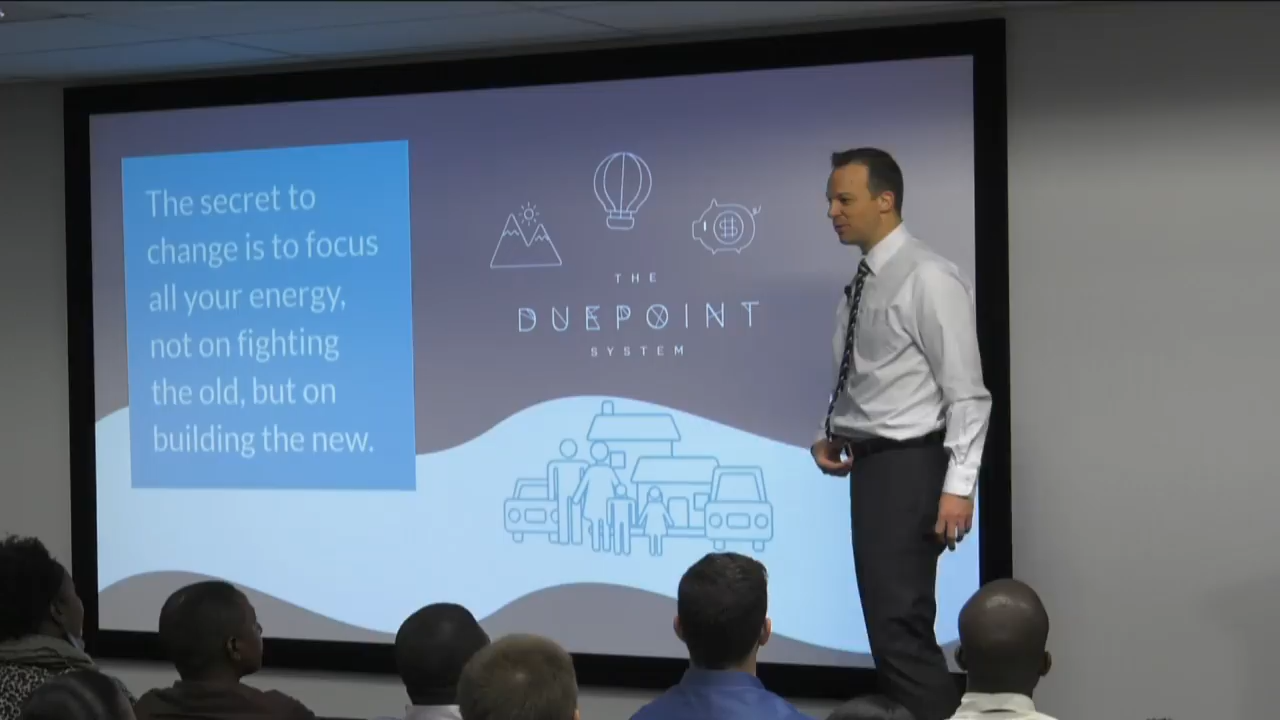 The secret to
change is to focus
all your energy,
not on fighting
the old, but on
building the new.
$
THE
DUEPOINT
SYSTEM